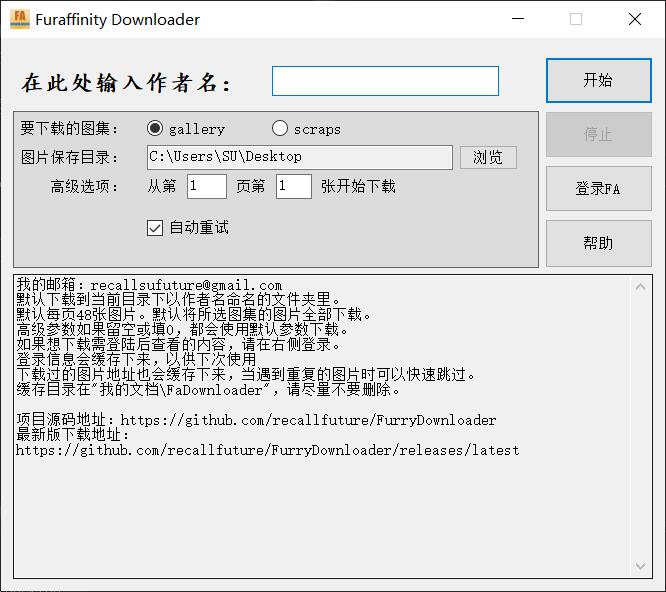 FA Furaffinity Downloader
在此处输入作者名：
开始
要下载的图集： gallery scraps
停止
图片保存目录： C:\Users\SU\Desktop 浏览
高级选项： 从第 1 页第 1 张开始下载
登录FA
自动重试
帮助
我的邮箱：recallsufuture@gmail.com
默认下载到当前目录下以作者名命名的文件夹里。
默认每页48张图片。默认将所选图集的图片全部下载。
高级参数如果留空或填0，都会使用默认参数下载。
如果想下载需登陆后查看的内容，请在右侧登录。
登录信息会缓存下来，以供下次使用
下载过的图片地址也会缓存下来，当遇到重复的图片时可以快速跳过。
缓存目录在"我的文档\FaDownloader"，请尽量不要删除。
项目源码地址：https://github.com/recallfuture/FurryDownloader
最新版下载地址：
https://github.com/recallfuture/FurryDownloader/releases/latest